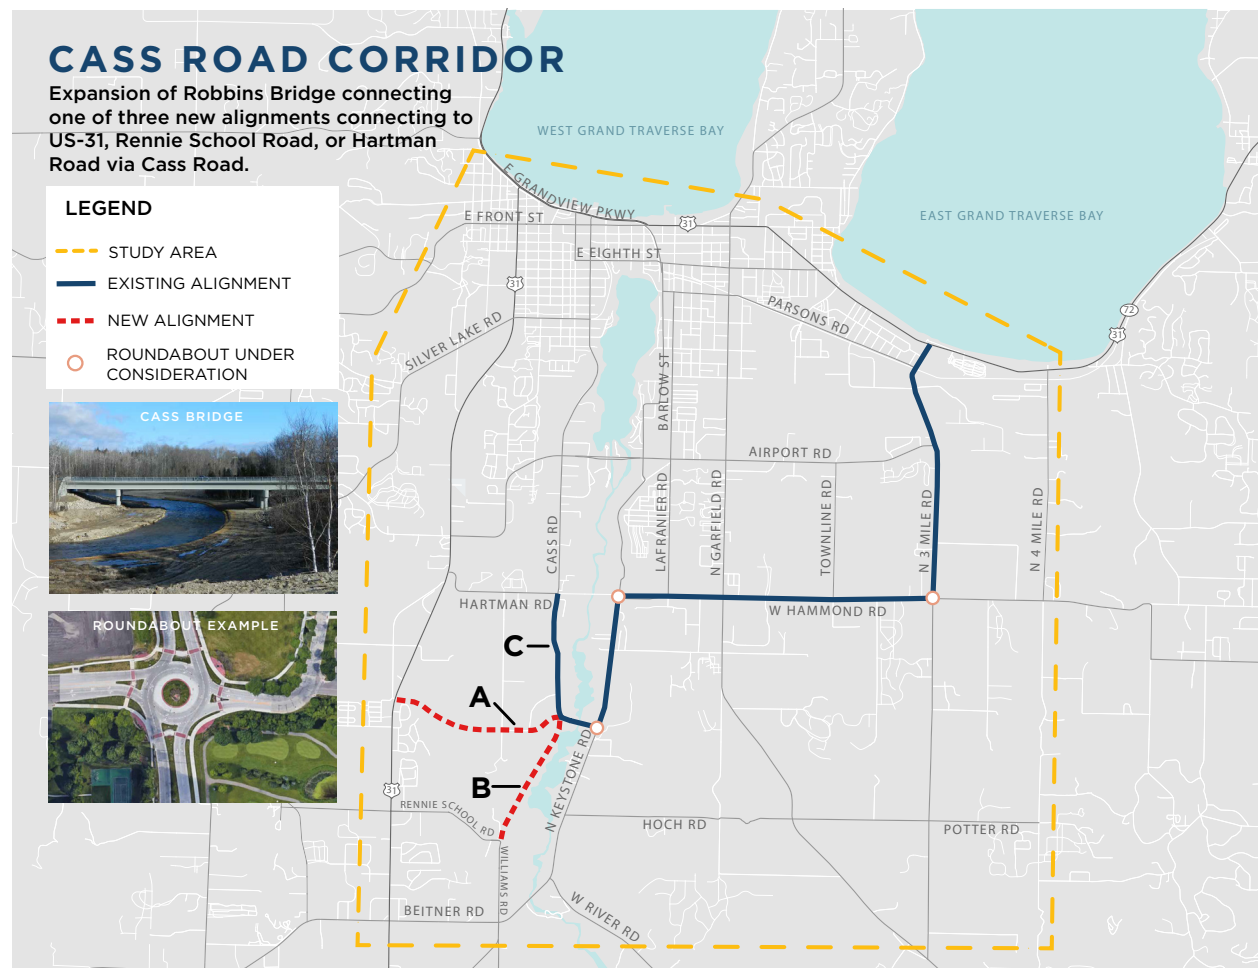 CASS ROAD CORRIDOR
Expansion of Robbins Bridge connecting
one of three new alignments connecting to
US-31, Rennie School Road, or Hartman
Road via Cass Road.
LEGEND
STUDY AREA
EXISTING ALIGNMENT
NEW ALIGNMENT
ROUNDABOUT UNDER
CONSIDERATION
CASS BRIDGE
ROUNDABOUT EXAMPLE
WEST GRAND TRAVERSE BAY
EAST GRAND TRAVERSE BAY
E GRANDVIEW PKWY
E FRONT ST
31
E EIGHTH ST
31
72
31
PARSONS RD
SILVER LAKE RD
BARLOW ST
AIRPORT RD
CASS RD
LAFRANIER RD
N GARFIELD RD
TOWNLINE RD
N 3 MILE RD
N 4 MILE RD
HARTMAN RD
W HAMMOND RD
C
A
B
N KEYSTONE RD
31
RENNIE SCHOOL RD
HOCH RD
POTTER RD
WILLIAMS RD
BEITNER RD
W RIVER RD